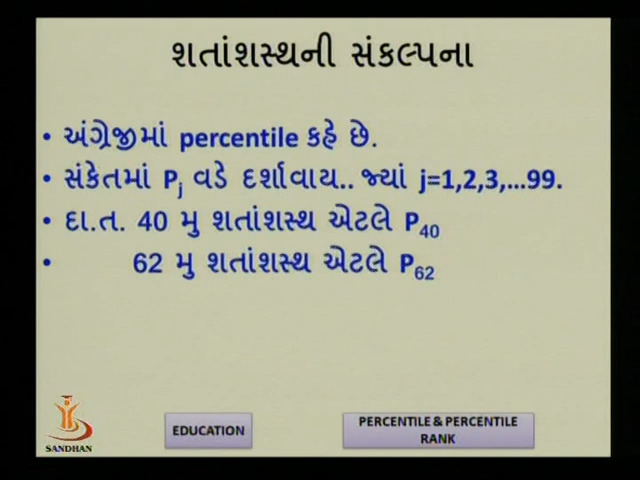 શતાંશસ્થની સંકલ્પના
• અંગ્રેજીમાં percentile કહે છે.
• સંકેતમાં Pj વડે દર્શાવાય.. જ્યાં j=1,2,3,...99.
• દા.ત. 40 મુ શતાંશસ્થ એટલે P40
• 62 મુ શતાંશસ્થ એટલે P62
SANDHAN
EDUCATION
PERCENTILE & PERCENTILE
RANK